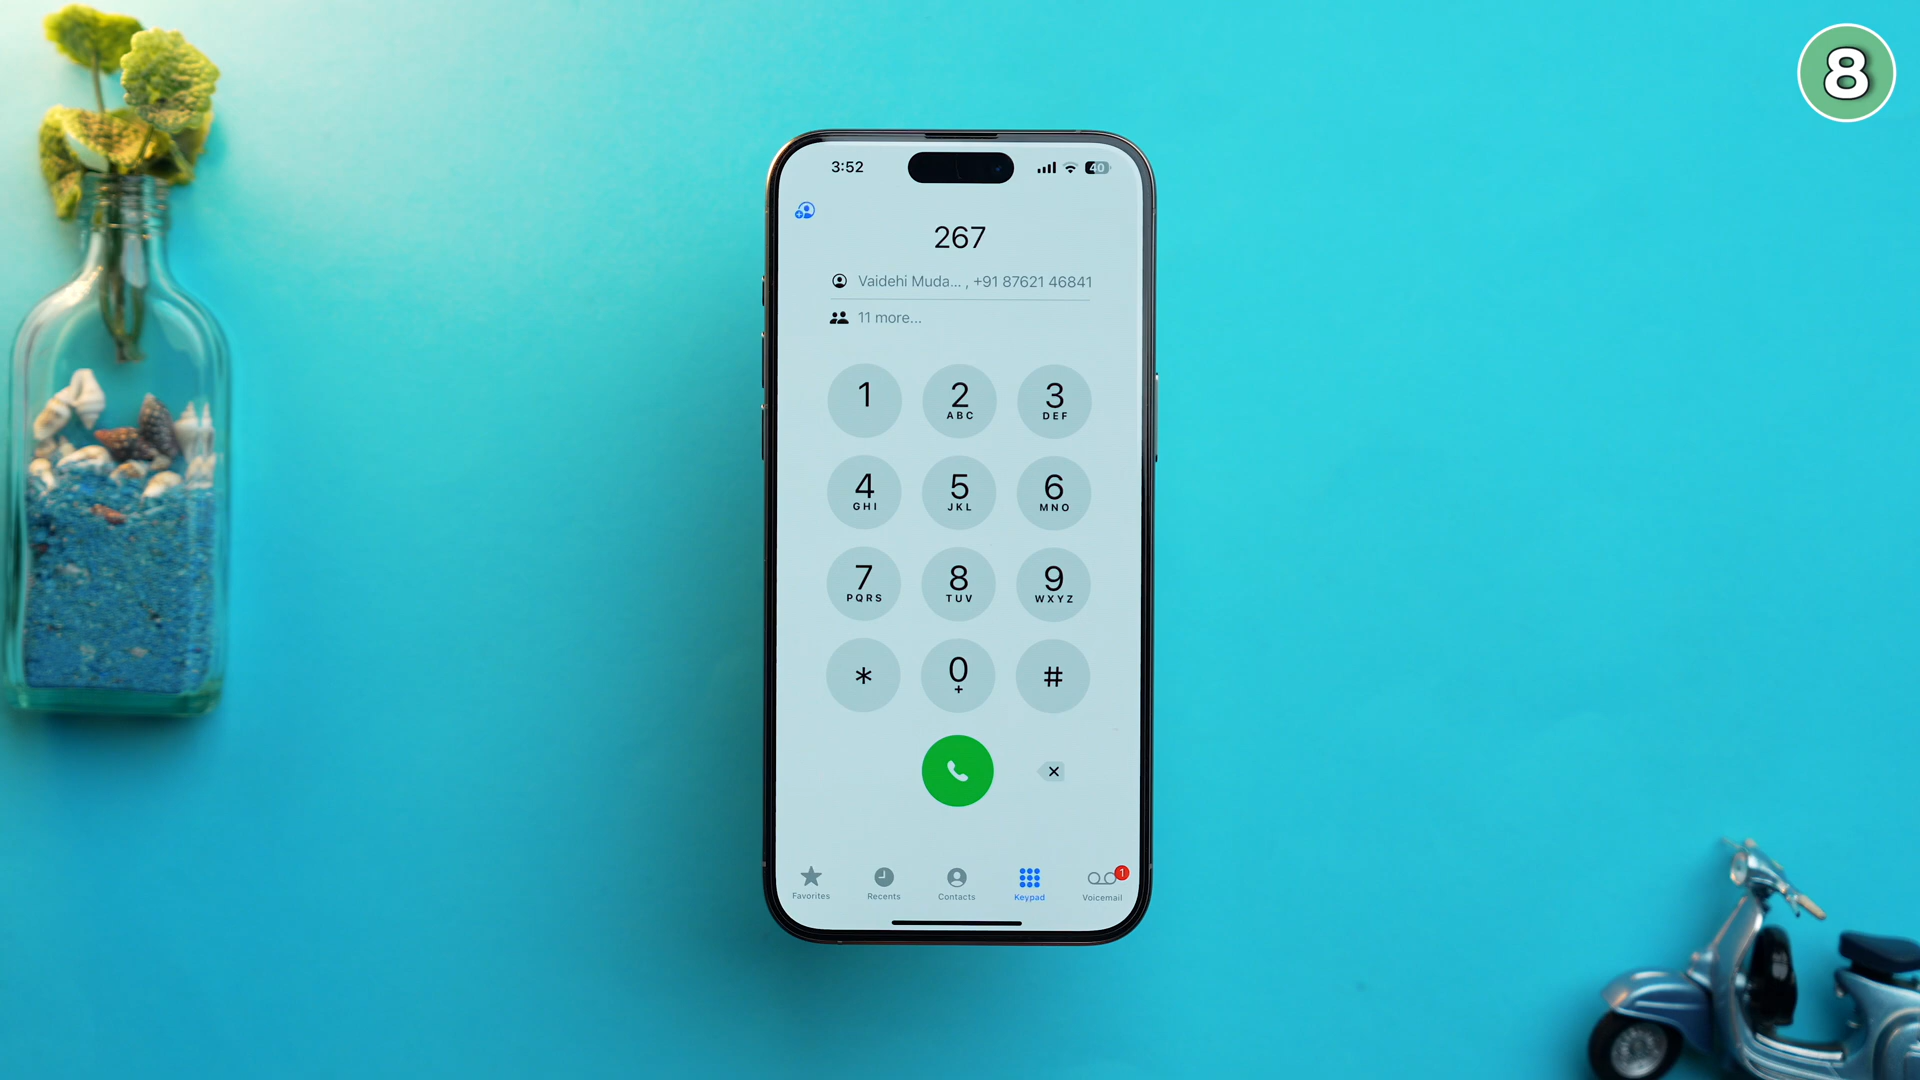 8
3:52
40
267
Vaidehi Muda... , +91 87621 46841
11 more...
1
2
3
ABC
DEF
4
5
6
GHI
JKL
MNO
7
8
9
PQRS
TUV
WXYZ
*
0
#
+
1
Favorites
Recents
Contacts
Keypad
Voicemail